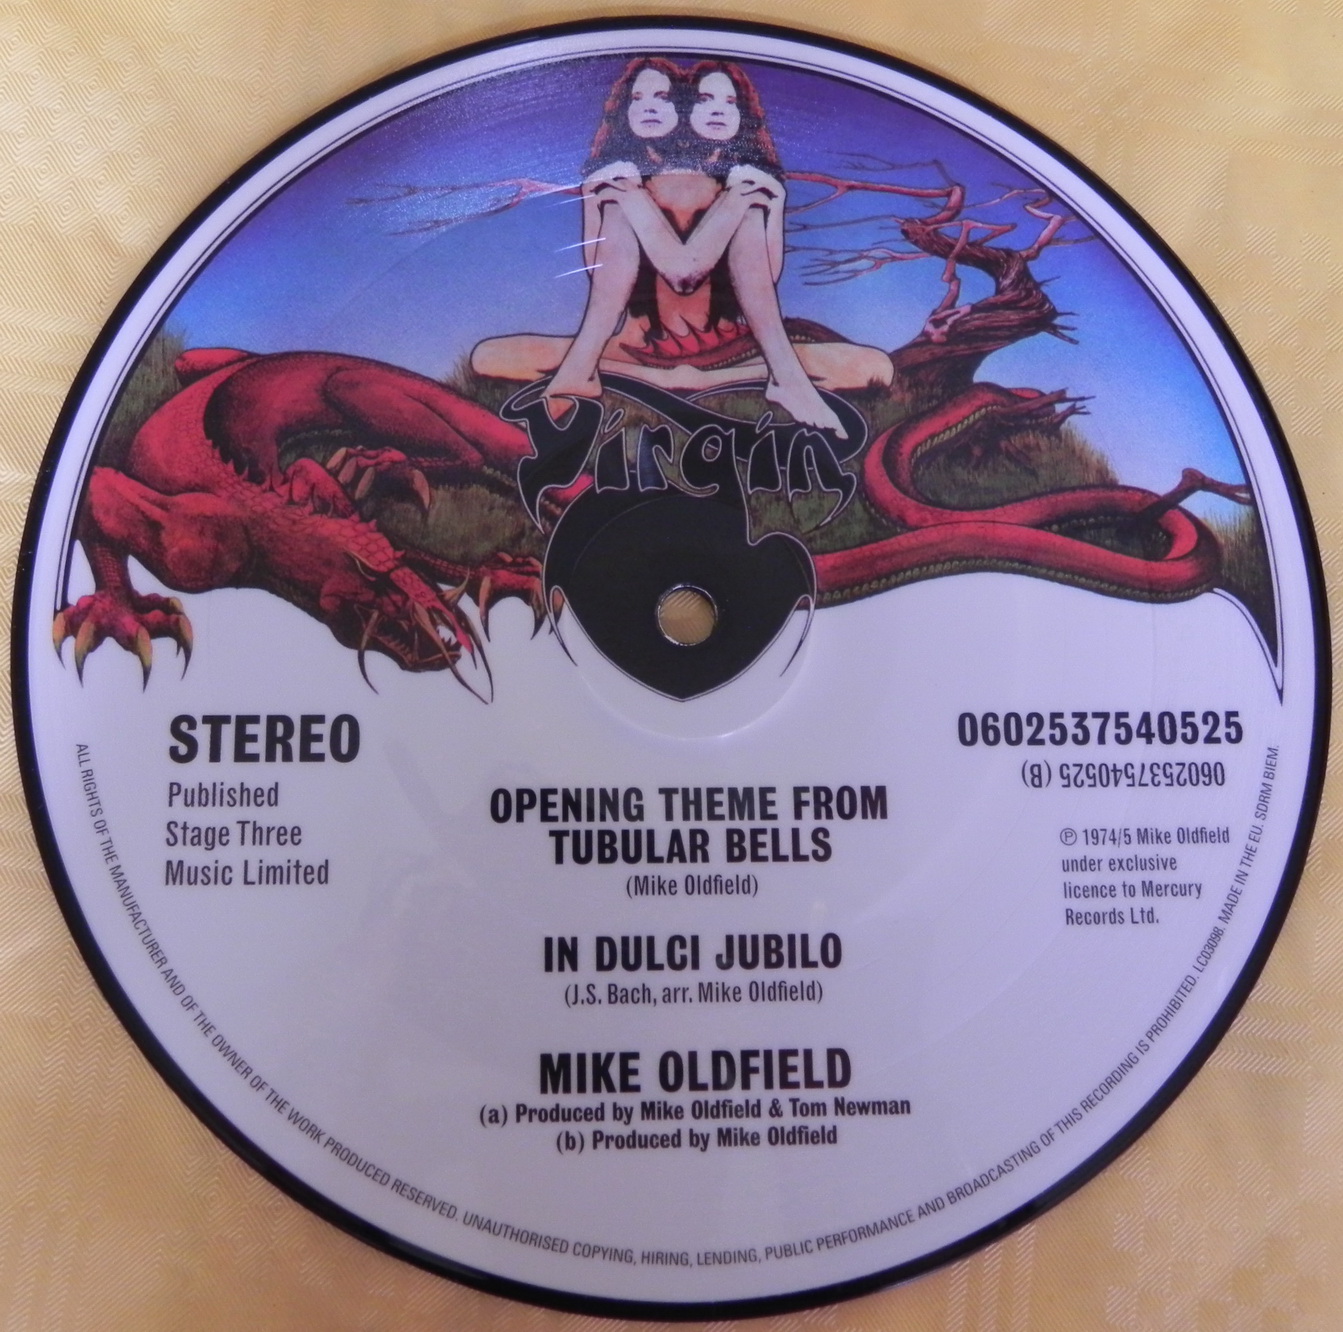 Virgin
STEREO
Published
Stage Three
Music Limited
0602537540525
0602537540525 (B)
℗ 1974/5 Mike Oldfield
under exclusive
licence to Mercury
Records Ltd.
OPENING THEME FROM
TUBULAR BELLS
(Mike Oldfield)
IN DULCI JUBILO
(J.S. Bach, arr. Mike Oldfield)
MIKE OLDFIELD
(a) Produced by Mike Oldfield & Tom Newman
(b) Produced by Mike Oldfield
ALL RIGHTS OF THE MANUFACTURER AND OF THE OWNER OF THE WORK PRODUCED RESERVED. UNAUTHORISED COPYING, HIRING, LENDING, PUBLIC PERFORMANCE AND BROADCASTING OF THIS RECORDING IS PROHIBITED. LC03098. MADE IN THE EU. SDRM BIEM.